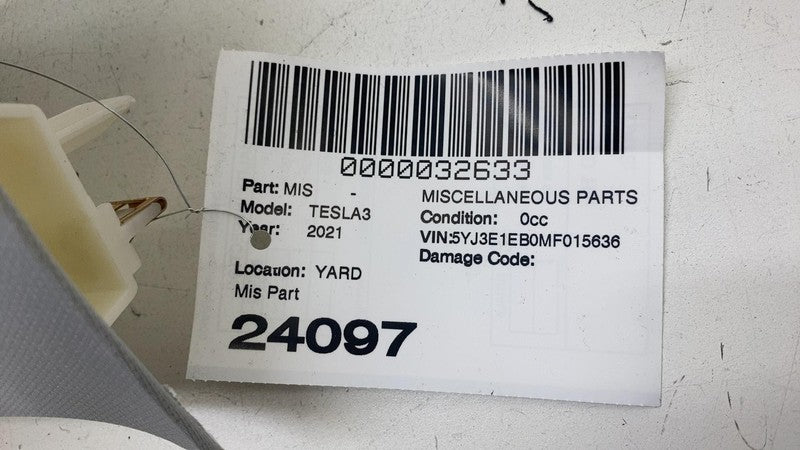 0000032633
Part: MIS - MISCELLANEOUS PARTS
Model: TESLA3 Condition: 0cc
Year: 2021 VIN:5YJ3E1EB0MF015636
Damage Code:
Location: YARD
Mis Part
24097